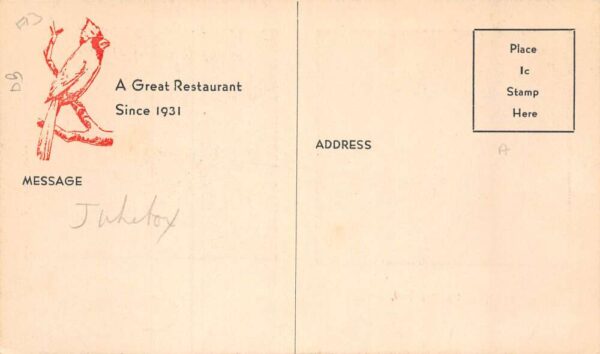 A Great Restaurant
Since 1931
MESSAGE
Jukebox
ADDRESS
Place
1c
Stamp
Here
A